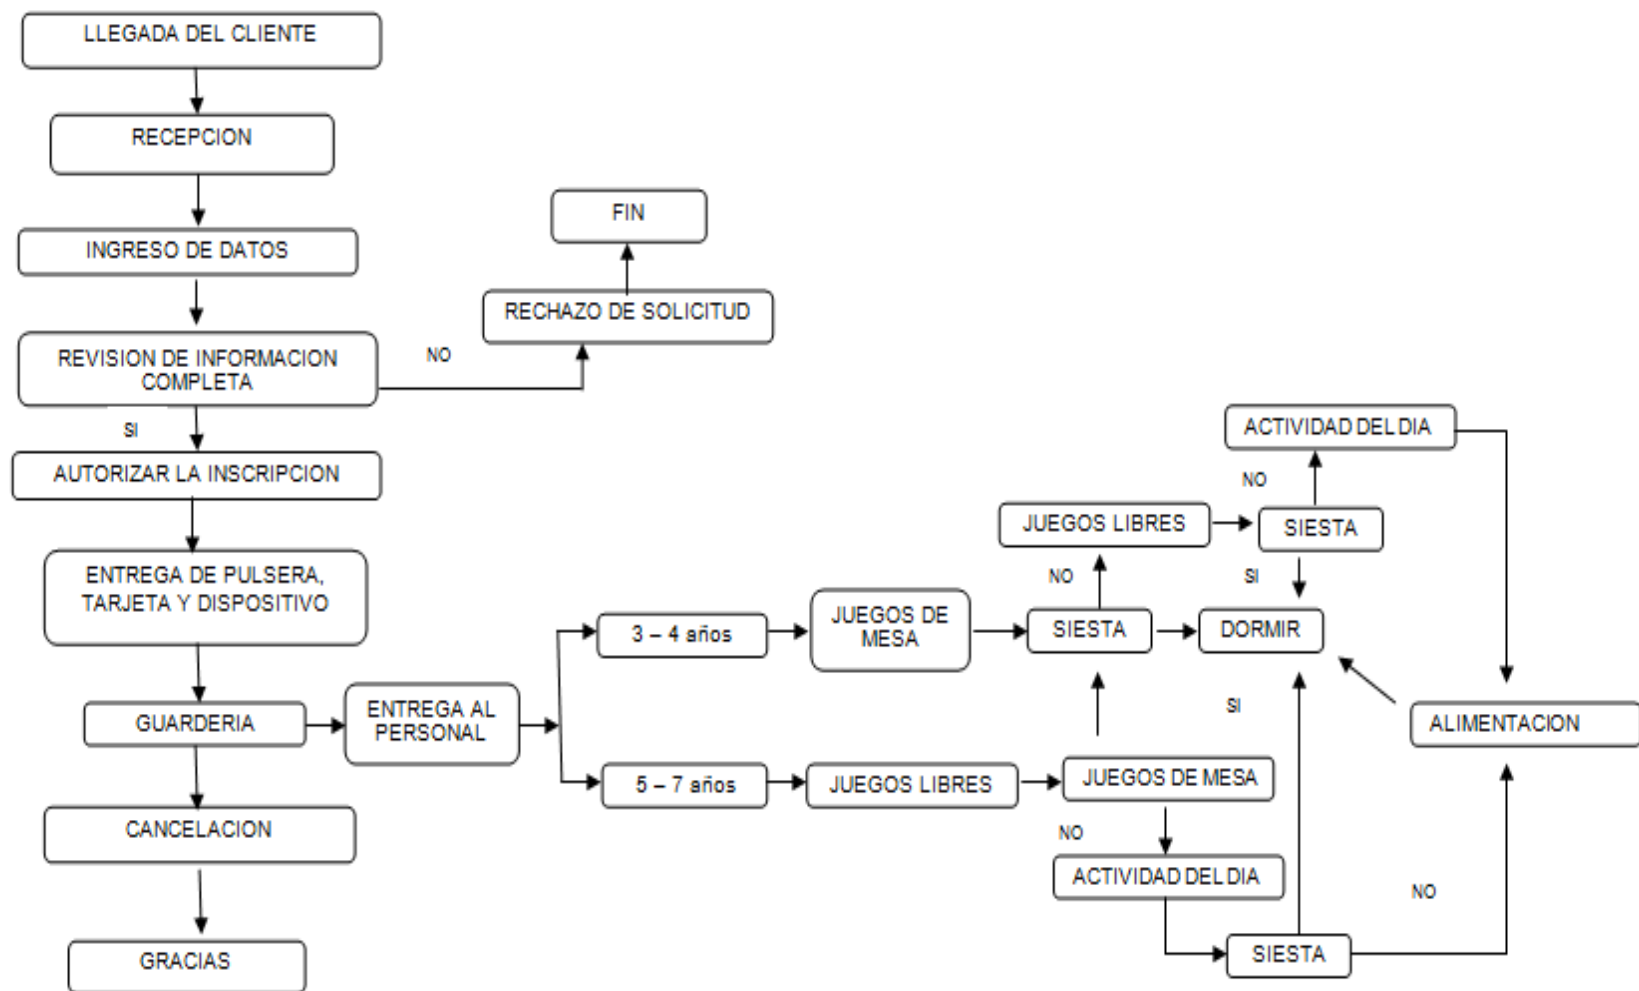 LLEGADA DEL CLIENTE
RECEPCION
FIN
INGRESO DE DATOS
RECHAZO DE SOLICITUD
REVISION DE INFORMACION
COMPLETA
NO
SI
AUTORIZAR LA INSCRIPCION
ENTREGA DE PULSERA,
TARJETA Y DISPOSITIVO
GUARDERIA
CANCELACION
GRACIAS
ENTREGA AL
PERSONAL
3 – 4 años
JUEGOS DE
MESA
SIESTA
DORMIR
NO
JUEGOS LIBRES
SIESTA
SI
NO
ACTIVIDAD DEL DIA
5 – 7 años
JUEGOS LIBRES
JUEGOS DE MESA
NO
ACTIVIDAD DEL DIA
SIESTA
SI
NO
ALIMENTACION